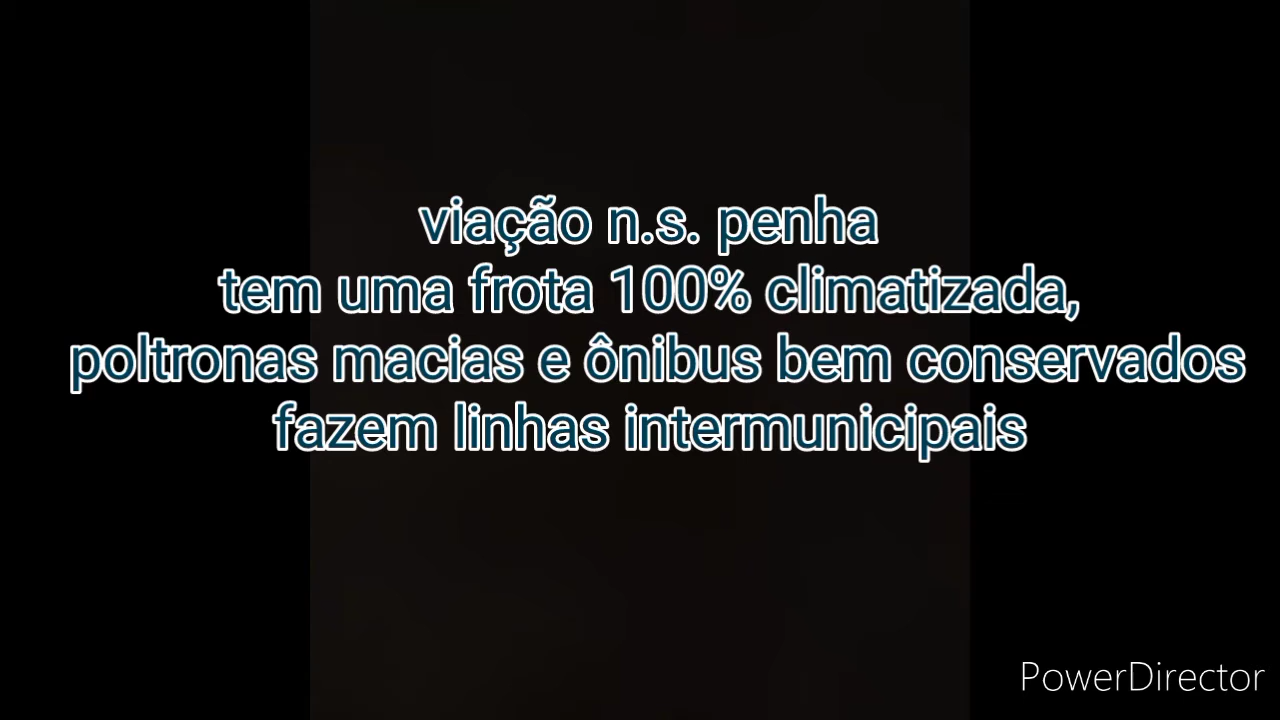 viação n.s. penha
tem uma frota 100% climatizada,
poltronas macias e ônibus bem conservados
fazem linhas intermunicipais
PowerDirector